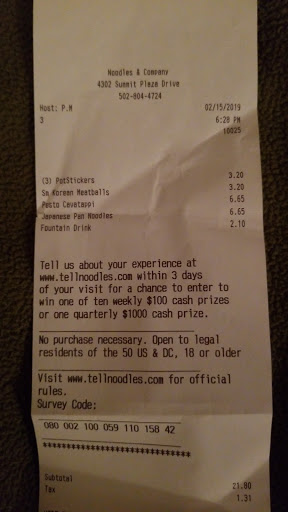 Noodles & Company
4302 Summit Plaza Drive
502-804-4724
Host: P.M 02/15/2019
3 6:28 PM
10025
(3) PotStickers 3.20
Sm Korean Meatballs 3.20
Pesto Cavatappi 6.65
Japanese Pan Noodles 6.65
Fountain Drink 2.10
Tell us about your experience at
www.tellnoodles.com within 3 days
of your visit for a chance to enter to
win one of ten weekly $100 cash prizes
or one quarterly $1000 cash prize.
No purchase necessary. Open to legal
residents of the 50 US & DC, 18 or older
Visit www.tellnoodles.com for official
rules.
Survey Code:
080 002 100 059 110 158 42
******************************
Subtotal 21.80
Tax 1.31